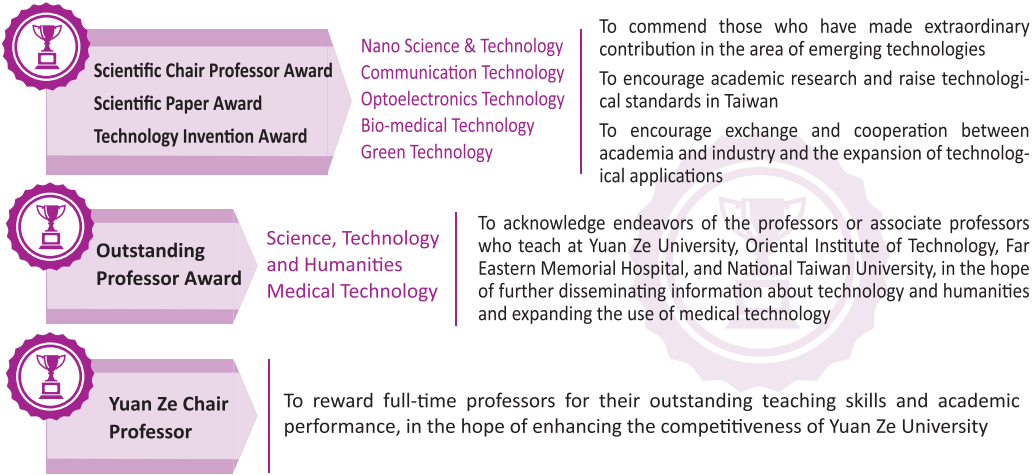 Scientific Chair Professor Award
Scientific Paper Award
Technology Invention Award
Nano Science & Technology
Communication Technology
Optoelectronics Technology
Bio-medical Technology
Green Technology
To commend those who have made extraordinary
contribution in the area of emerging technologies
To encourage academic research and raise technologi-
cal standards in Taiwan
To encourage exchange and cooperation between
academia and industry and the expansion of technolog-
ical applications
Outstanding
Professor Award
Science, Technology
and Humanities
Medical Technology
To acknowledge endeavors of the professors or associate professors
who teach at Yuan Ze University, Oriental Institute of Technology, Far
Eastern Memorial Hospital, and National Taiwan University, in the hope
of further disseminating information about technology and humanities
and expanding the use of medical technology
Yuan Ze Chair
Professor
To reward full-time professors for their outstanding teaching skills and academic
performance, in the hope of enhancing the competitiveness of Yuan Ze University